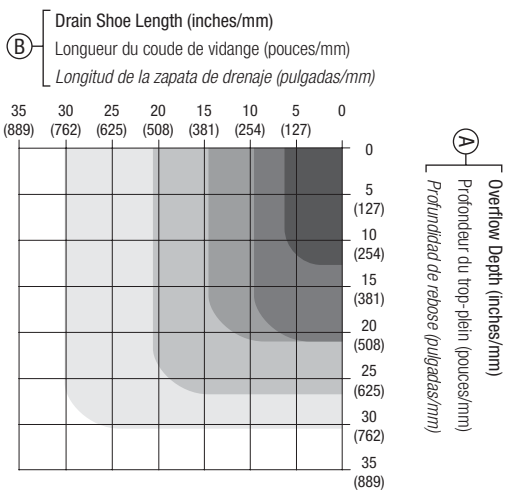 B
Drain Shoe Length (inches/mm)
Longueur du coude de vidange (pouces/mm)
Longitud de la zapata de drenaje (pulgadas/mm)
35 30 25 20 15 10 5 0
(889) (762) (625) (508) (381) (254) (127)
0
5
(127)
10
(254)
15
(381)
20
(508)
25
(625)
30
(762)
35
(889)
A
Overflow Depth (inches/mm)
Profondeur du trop-plein (pouces/mm)
Profundidad de rebose (pulgadas/mm)